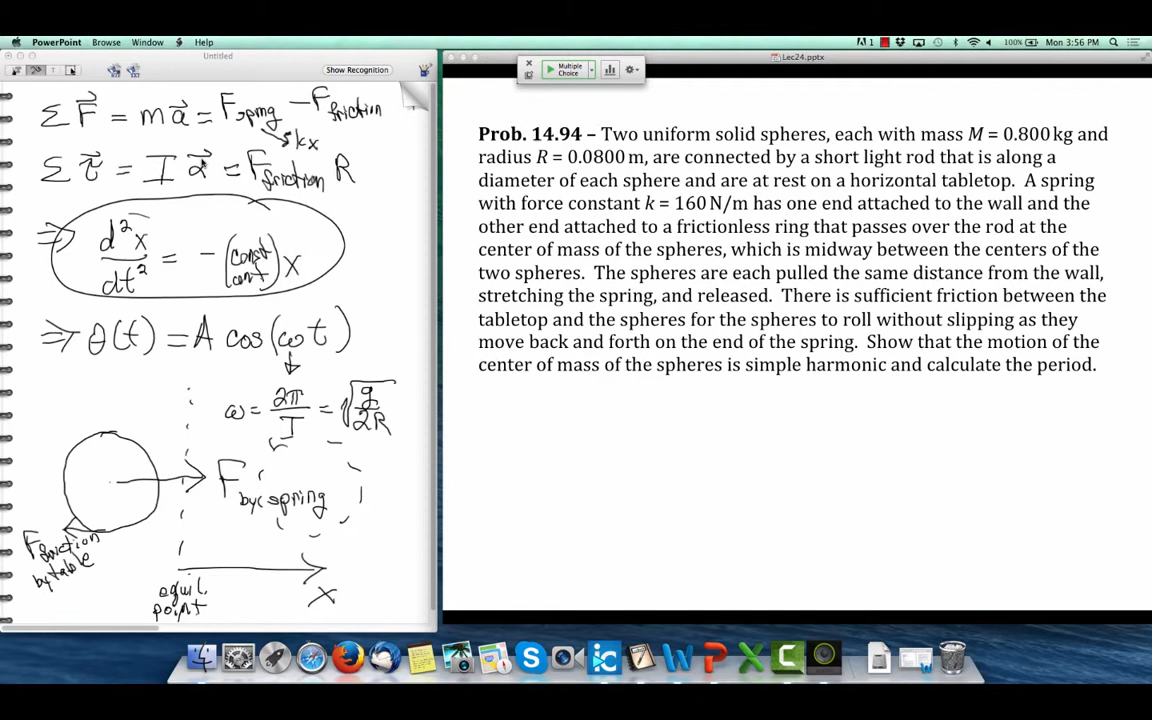 PowerPoint Browse Window Help
1 100% Mon 3:56 PM
Untitled
Show Recognition
ΣF⃗ = ma⃗ = Fspring − Ffriction
kx
Στ⃗ = Iα⃗ = Ffriction R
⇒ d²x/dt² = −(const const) x
⇒ θ(t) = A cos(ωt)
ω = 2π/T = √(g/2R)
F by spring
Ffriction
by table
equil.
point
x
Lec24.pptx
Multiple
Choice
Prob. 14.94 – Two uniform solid spheres, each with mass M = 0.800 kg and
radius R = 0.0800 m, are connected by a short light rod that is along a
diameter of each sphere and are at rest on a horizontal tabletop. A spring
with force constant k = 160 N/m has one end attached to the wall and the
other end attached to a frictionless ring that passes over the rod at the
center of mass of the spheres, which is midway between the centers of the
two spheres. The spheres are each pulled the same distance from the wall,
stretching the spring, and released. There is sufficient friction between the
tabletop and the spheres for the spheres to roll without slipping as they
move back and forth on the end of the spring. Show that the motion of the
center of mass of the spheres is simple harmonic and calculate the period.